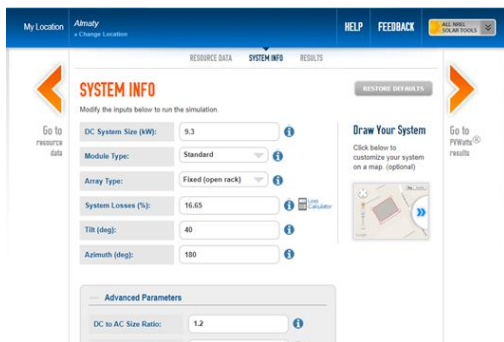 My Location
Almaty
» Change Location
HELP
FEEDBACK
ALL NREL
SOLAR TOOLS
RESOURCE DATA
SYSTEM INFO
RESULTS
SYSTEM INFO
RESTORE DEFAULTS
Modify the inputs below to run the simulation.
Go to
resource
data
DC System Size (kW):
9.3
Module Type:
Standard
Array Type:
Fixed (open rack)
System Losses (%):
16.65
Loss
Calculator
Tilt (deg):
40
Azimuth (deg):
180
Draw Your System
Click below to
customize your system
on a map. (optional)
Go to
PVWatts®
results
Advanced Parameters
DC to AC Size Ratio:
1.2